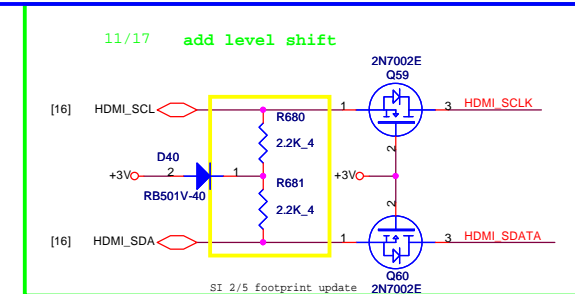 11/17 add level shift
2N7002E
Q59
[16] HDMI_SCL 1 3 HDMI_SCLK
R680
2.2K_4
2
D40
+3V 2 1 +3V
R681
RB501V-40
2.2K_4
2
[16] HDMI_SDA 1 3 HDMI_SDATA
Q60
SI 2/5 footprint update 2N7002E